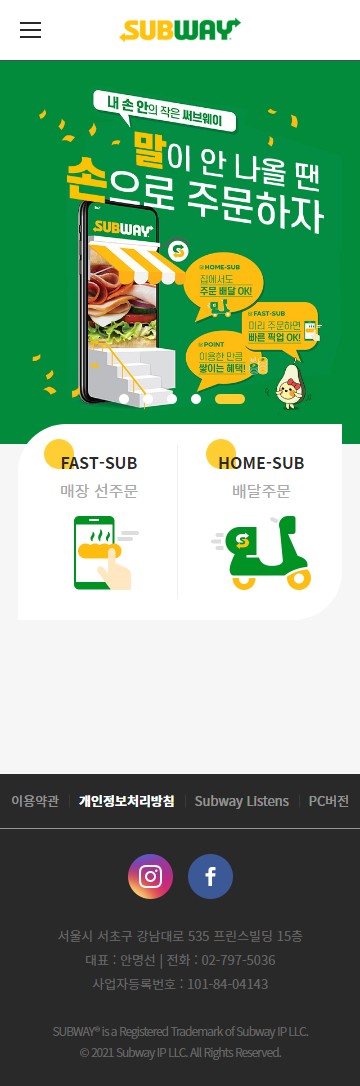 SUBWAY
내 손 안의 작은 써브웨이
말이 안 나올 땐
손으로 주문하자
SUBWAY
HOME-SUB
집에서도
주문 배달 OK!
FAST-SUB
미리 주문하면
빠른 픽업 OK!
POINT
이용한 만큼
쌓이는 혜택!
FAST-SUB
매장 선주문
HOME-SUB
배달주문
이용약관
개인정보처리방침
Subway LIstens
PC버전
서울시 서초구 강남대로 535 프린스빌딩 15층
대표 : 안명선 | 전화 : 02-797-5036
사업자등록번호 : 101-84-04143
SUBWAY® is a Registered Trademark of Subway IP LLC.
© 2021 Subway IP LLC. All Rights Reserved.